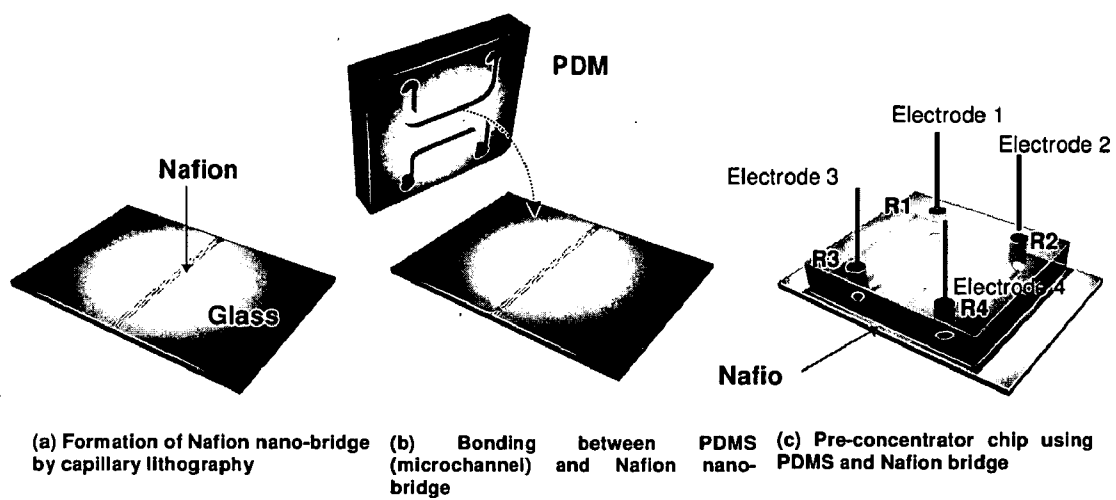 PDM
Nafion
Glass
Electrode 1
Electrode 2
Electrode 3
R1
R2
R3
Electrode 4
R4
Nafio
(a) Formation of Nafion nano-bridge
by capillary lithography
(b) Bonding between PDMS
(microchannel) and Nafion nano-
bridge
(c) Pre-concentrator chip using
PDMS and Nafion bridge